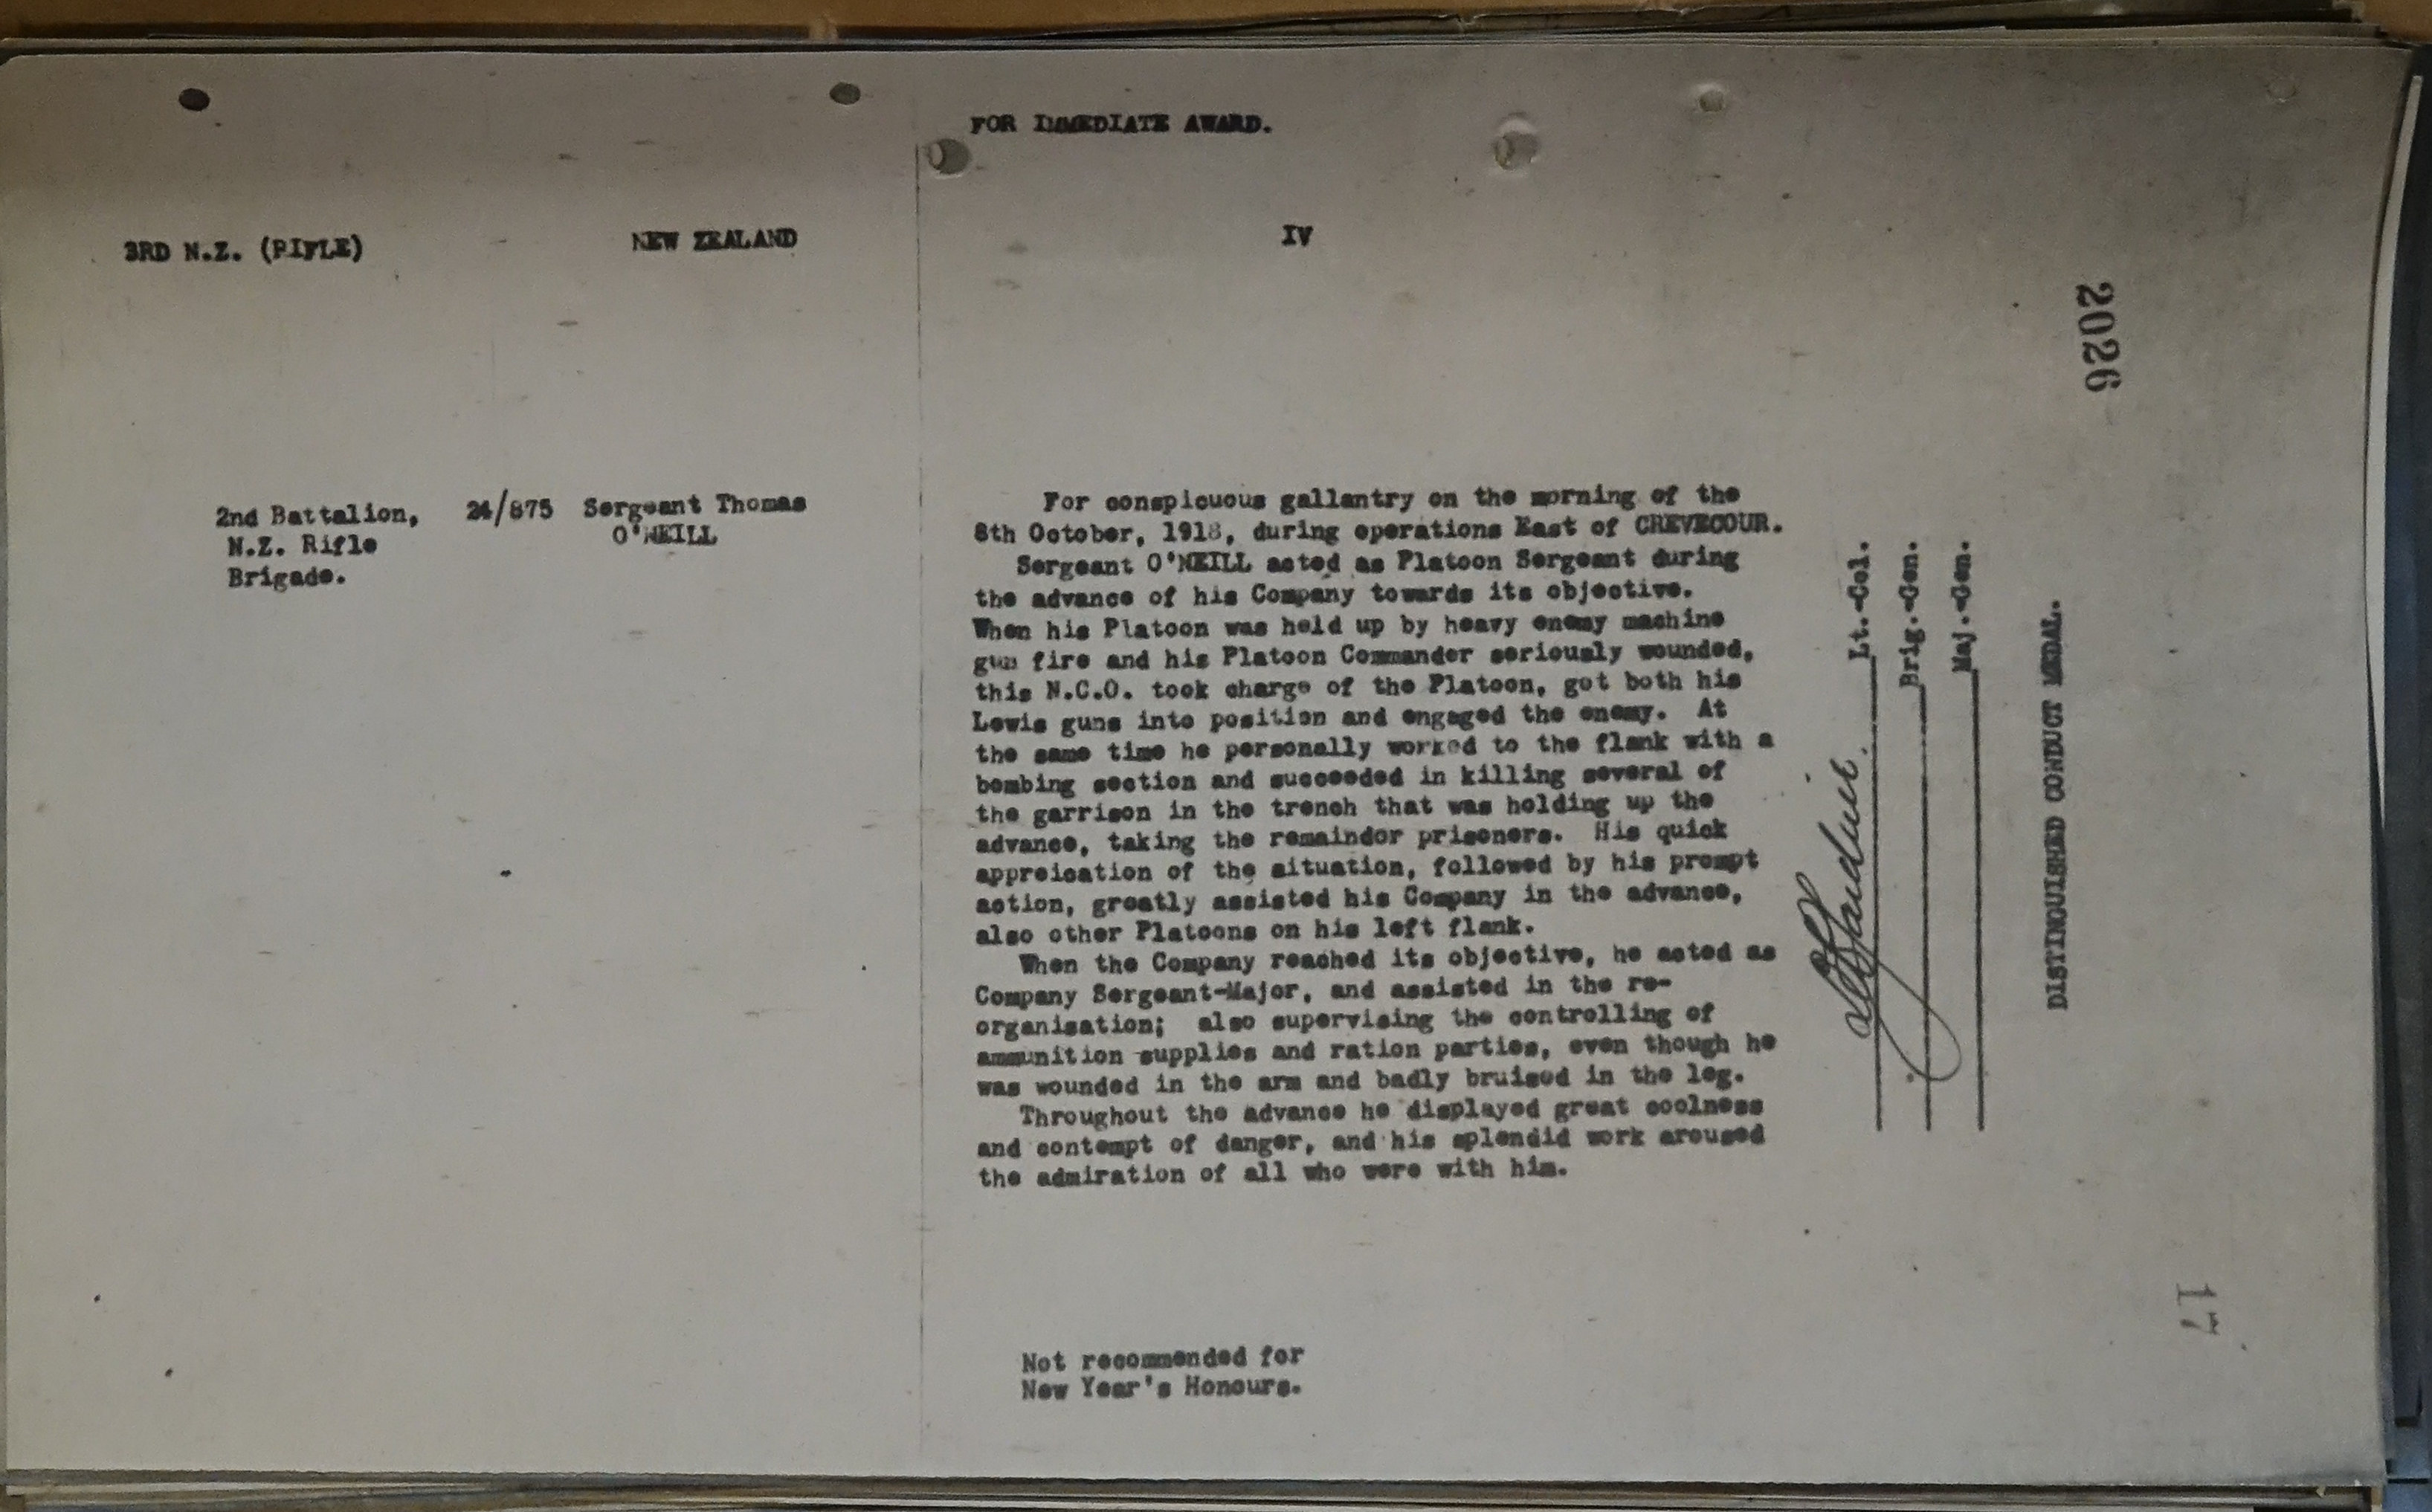 FOR IMMEDIATE AWARD.
3RD N.Z. (RIFLE)
NEW ZEALAND
IV
2nd Battalion,
N.Z. Rifle
Brigade.
24/875
Sergeant Thomas
O'NEILL
For conspicuous gallantry on the morning of the
8th October, 1918, during operations East of CREVECOUR.
Sergeant O'NEILL acted as Platoon Sergeant during
the advance of his Company towards its objective.
When his Platoon was held up by heavy enemy machine
gun fire and his Platoon Commander seriously wounded,
this N.C.O. took charge of the Platoon, got both his
Lewis guns into position and engaged the enemy. At
the same time he personally worked to the flank with a
bombing section and succeeded in killing several of
the garrison in the trench that was holding up the
advance, taking the remaindor prisoners. His quick
appreication of the aituation, followed by his prompt
action, greatly assisted his Company in the advance,
also other Platoons on his left flank.
When the Company reached its objective, he acted as
Company Sergeant-Major, and assisted in the re-
organisation; also supervising the controlling of
ammunition supplies and ration parties, even though he
was wounded in the arm and badly bruised in the leg.
Throughout the advance he displayed great coolness
and contempt of danger, and his splendid work aroused
the admiration of all who were with him.
Not recommended for
New Year's Honours.
Lt.-Col.
Brig.-Gen.
Maj.-Gen.
DISTINQUISHED CONDUCT MEDAL.
2026
17